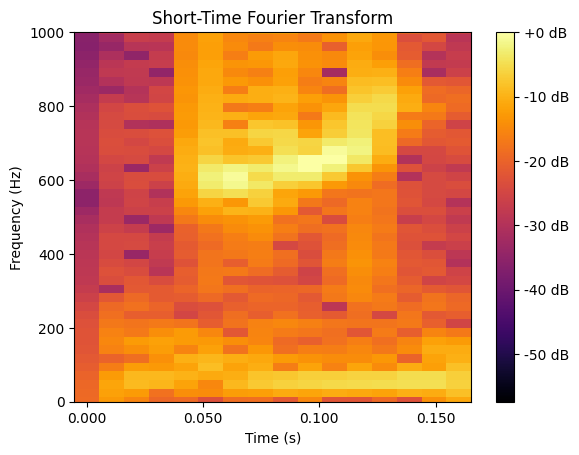 Short-Time Fourier Transform
Frequency (Hz)
1000
800
600
400
200
0
0.000
0.050
0.100
0.150
Time (s)
+0 dB
-10 dB
-20 dB
-30 dB
-40 dB
-50 dB